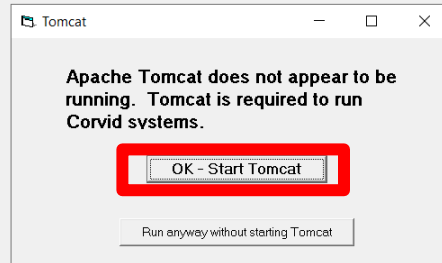 Tomcat
Apache Tomcat does not appear to be
running. Tomcat is required to run
Corvid systems.
OK - Start Tomcat
Run anyway without starting Tomcat